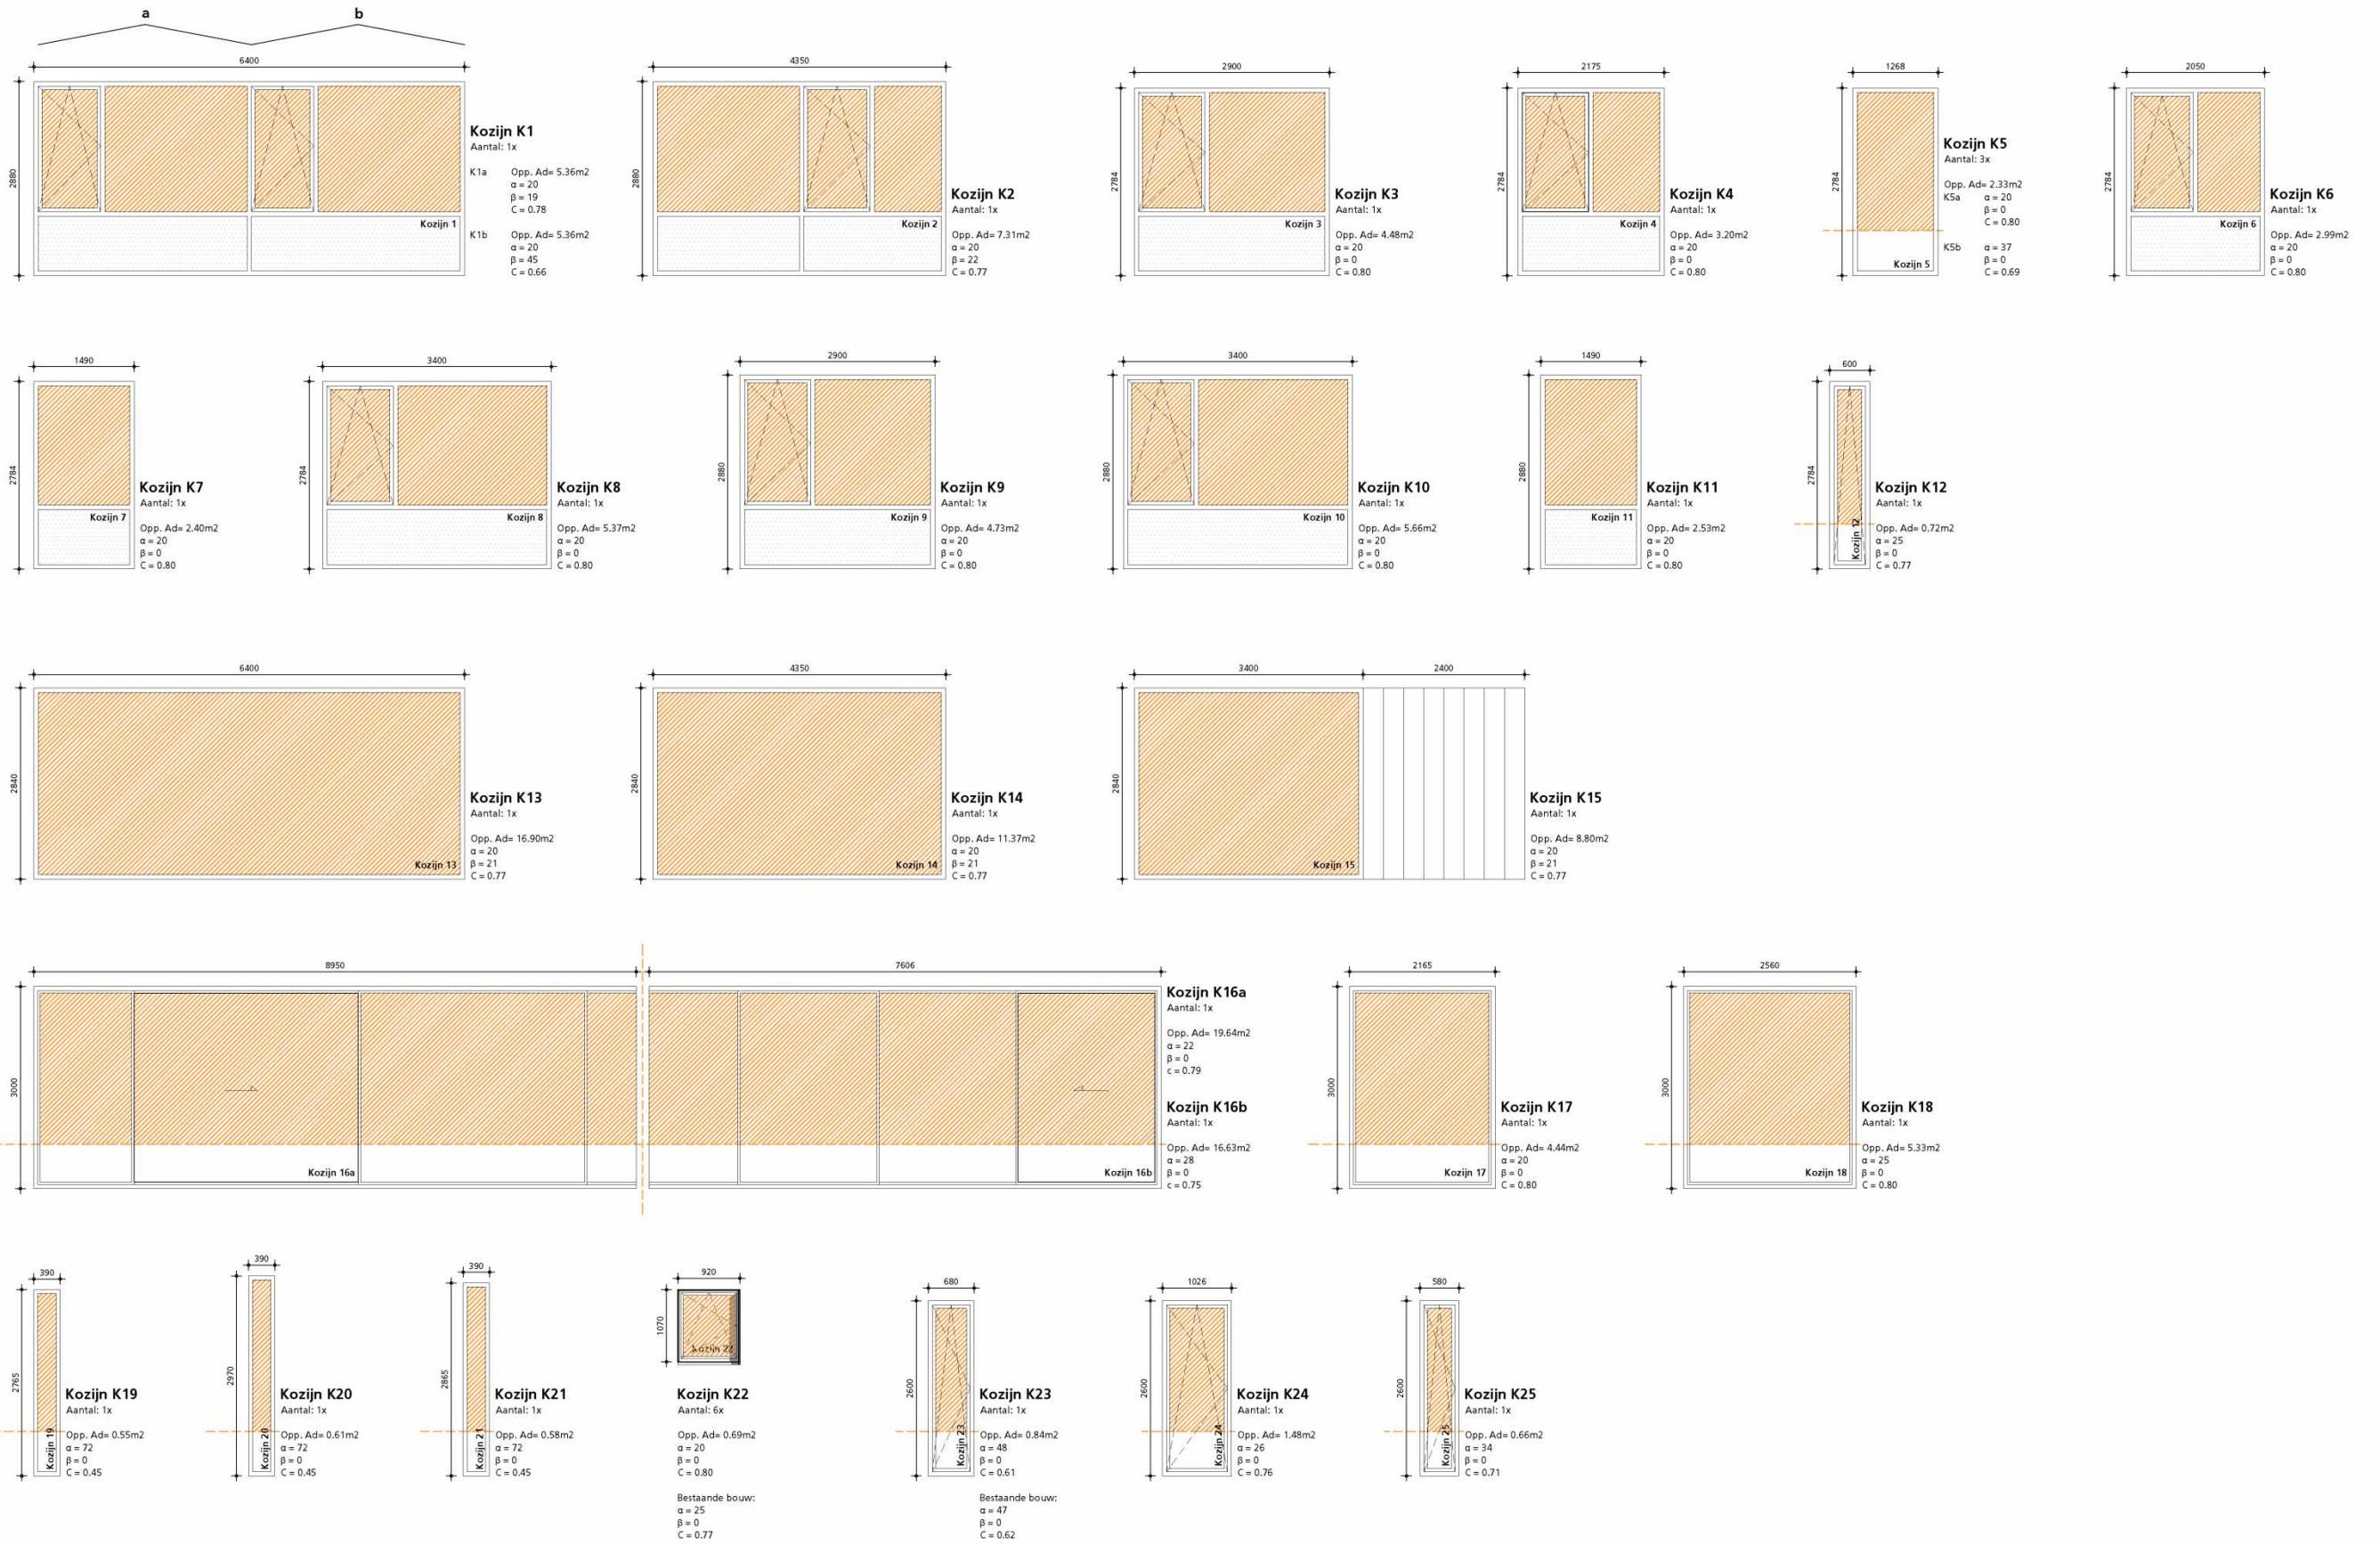 a
b
6400
2880
Kozijn 1
Kozijn K1
Aantal: 1x
K1a Opp. Ad= 5.36m2
α = 20
β = 19
C = 0.78
K1b Opp. Ad= 5.36m2
α = 20
β = 45
C = 0.66
4350
2880
Kozijn 2
Kozijn K2
Aantal: 1x
Opp. Ad= 7.31m2
α = 20
β = 22
C = 0.77
2900
2784
Kozijn 3
Kozijn K3
Aantal: 1x
Opp. Ad= 4.48m2
α = 20
β = 0
C = 0.80
2175
2784
Kozijn 4
Kozijn K4
Aantal: 1x
Opp. Ad= 3.20m2
α = 20
β = 0
C = 0.80
1268
2784
Kozijn 5
Kozijn K5
Aantal: 3x
Opp. Ad= 2.33m2
K5a α = 20
β = 0
C = 0.80
K5b α = 37
β = 0
C = 0.69
2050
2784
Kozijn 6
Kozijn K6
Aantal: 1x
Opp. Ad= 2.99m2
α = 20
β = 0
C = 0.80
1490
2784
Kozijn 7
Kozijn K7
Aantal: 1x
Opp. Ad= 2.40m2
α = 20
β = 0
C = 0.80
3400
2784
Kozijn 8
Kozijn K8
Aantal: 1x
Opp. Ad= 5.37m2
α = 20
β = 0
C = 0.80
2900
2880
Kozijn 9
Kozijn K9
Aantal: 1x
Opp. Ad= 4.73m2
α = 20
β = 0
C = 0.80
3400
2880
Kozijn 10
Kozijn K10
Aantal: 1x
Opp. Ad= 5.66m2
α = 20
β = 0
C = 0.80
1490
2880
Kozijn 11
Kozijn K11
Aantal: 1x
Opp. Ad= 2.53m2
α = 20
β = 0
C = 0.80
600
2784
Kozijn 12
Kozijn K12
Aantal: 1x
Opp. Ad= 0.72m2
α = 25
β = 0
C = 0.77
6400
2840
Kozijn 13
Kozijn K13
Aantal: 1x
Opp. Ad= 16.90m2
α = 20
β = 21
C = 0.77
4350
2840
Kozijn 14
Kozijn K14
Aantal: 1x
Opp. Ad= 11.37m2
α = 20
β = 21
C = 0.77
3400
2400
2840
Kozijn 15
Kozijn K15
Aantal: 1x
Opp. Ad= 8.80m2
α = 20
β = 21
C = 0.77
8950
7606
3000
Kozijn 16a
Kozijn 16b
Kozijn K16a
Aantal: 1x
Opp. Ad= 19.64m2
α = 22
β = 0
c = 0.79
Kozijn K16b
Aantal: 1x
Opp. Ad= 16.63m2
α = 28
β = 0
c = 0.75
2165
3000
Kozijn 17
Kozijn K17
Aantal: 1x
Opp. Ad= 4.44m2
α = 20
β = 0
C = 0.80
2560
3000
Kozijn 18
Kozijn K18
Aantal: 1x
Opp. Ad= 5.33m2
α = 25
β = 0
C = 0.80
390
2765
Kozijn 19
Kozijn K19
Aantal: 1x
Opp. Ad= 0.55m2
α = 72
β = 0
C = 0.45
390
2970
Kozijn 20
Kozijn K20
Aantal: 1x
Opp. Ad= 0.61m2
α = 72
β = 0
C = 0.45
390
2865
Kozijn 21
Kozijn K21
Aantal: 1x
Opp. Ad= 0.58m2
α = 72
β = 0
C = 0.45
920
1070
Kozijn 22
Kozijn K22
Aantal: 6x
Opp. Ad= 0.69m2
α = 20
β = 0
C = 0.80
Bestaande bouw:
α = 25
β = 0
C = 0.77
680
2600
Kozijn 23
Kozijn K23
Aantal: 1x
Opp. Ad= 0.84m2
α = 48
β = 0
C = 0.61
Bestaande bouw:
α = 47
β = 0
C = 0.62
1026
2600
Kozijn 24
Kozijn K24
Aantal: 1x
Opp. Ad= 1.48m2
α = 26
β = 0
C = 0.76
580
2600
Kozijn 25
Kozijn K25
Aantal: 1x
Opp. Ad= 0.66m2
α = 34
β = 0
C = 0.71